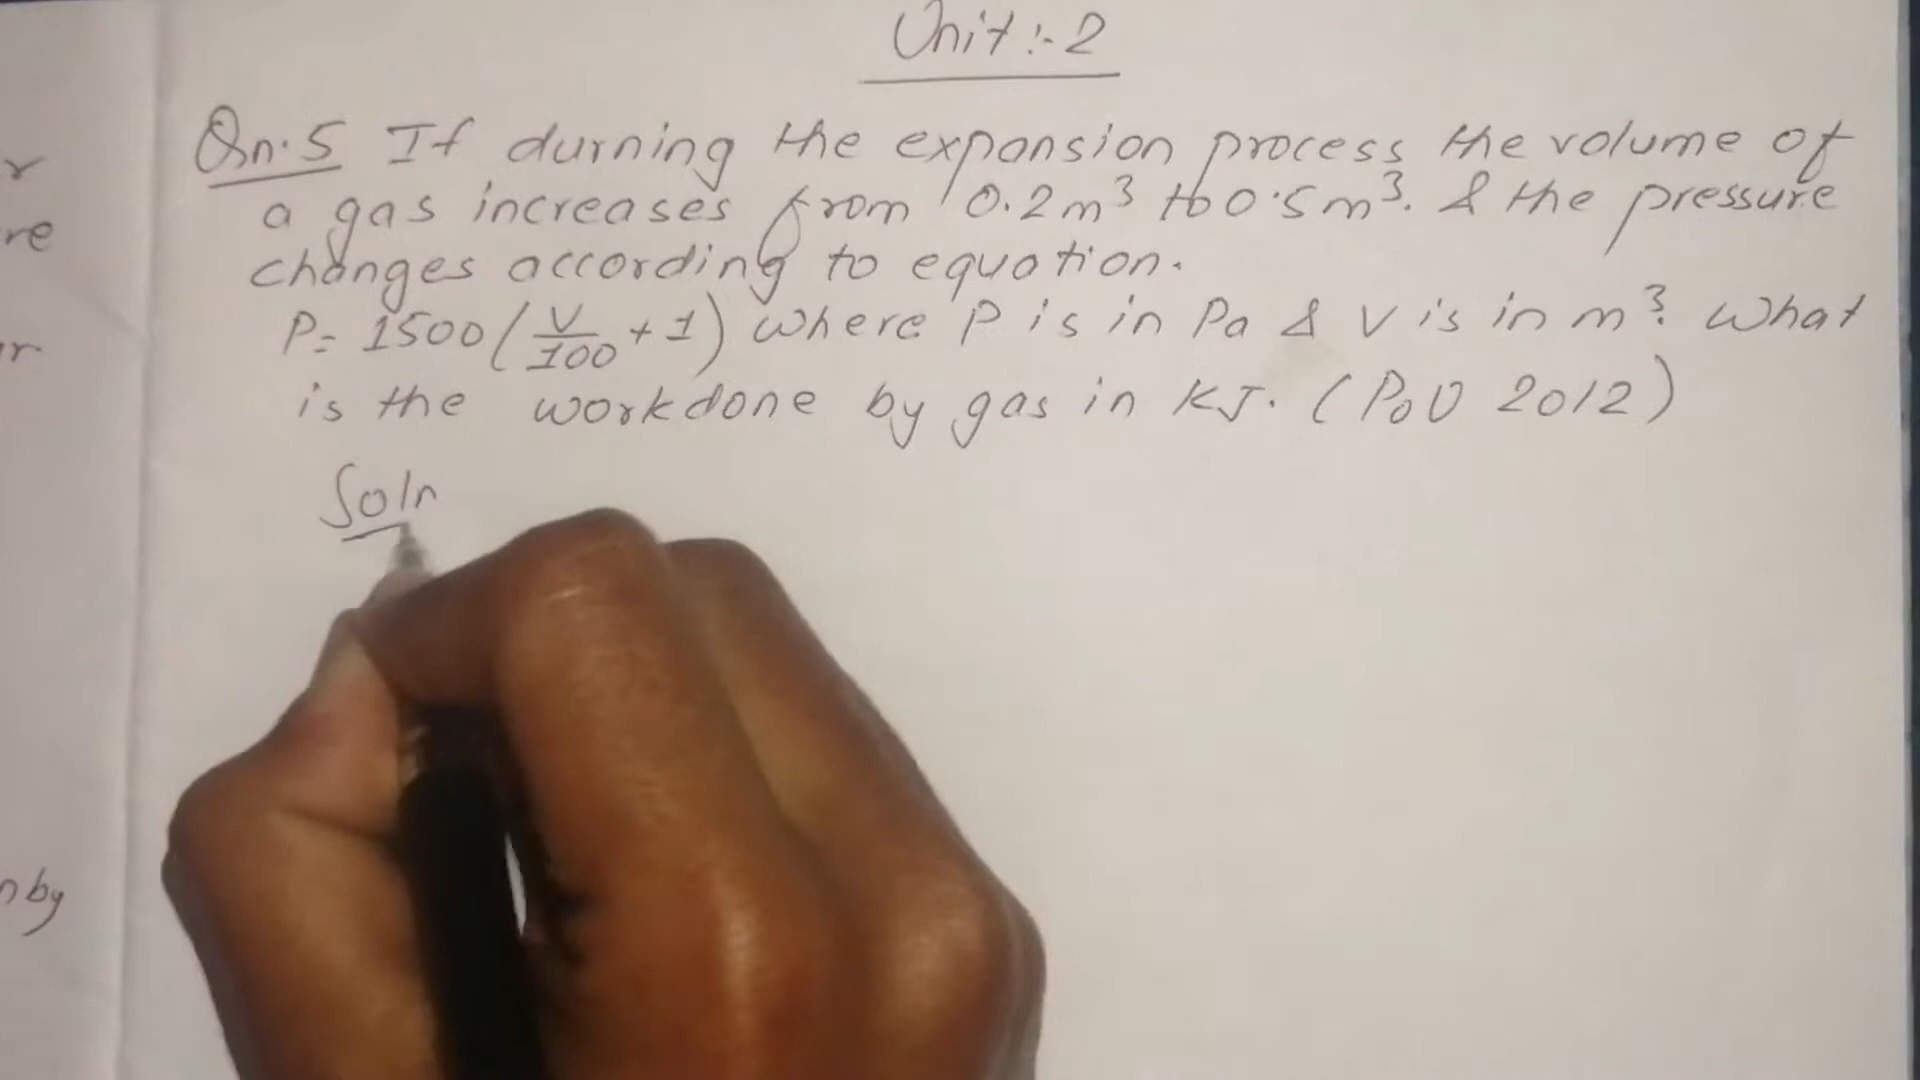 Unit :- 2
Qn. 5 If durning the expansion process the volume of
a gas increases from 0.2m³ to 0.5m³. & the pressure
changes according to equation.
P = 1500 (V/100 + 1) where P is in Pa & V is in m³. What
is the workdone by gas in KJ. (PoU 2012)
Soln
r
re
r.
by